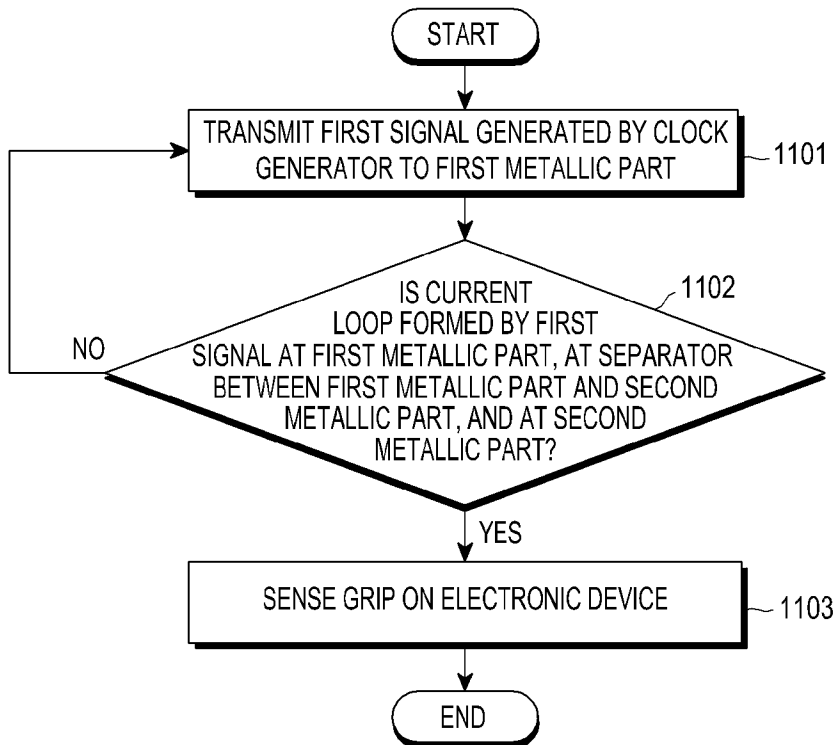 START
TRANSMIT FIRST SIGNAL GENERATED BY CLOCK
GENERATOR TO FIRST METALLIC PART
1101
IS CURRENT
1102
LOOP FORMED BY FIRST
SIGNAL AT FIRST METALLIC PART, AT SEPARATOR
BETWEEN FIRST METALLIC PART AND SECOND
METALLIC PART, AND AT SECOND
METALLIC PART?
NO
YES
SENSE GRIP ON ELECTRONIC DEVICE
1103
END